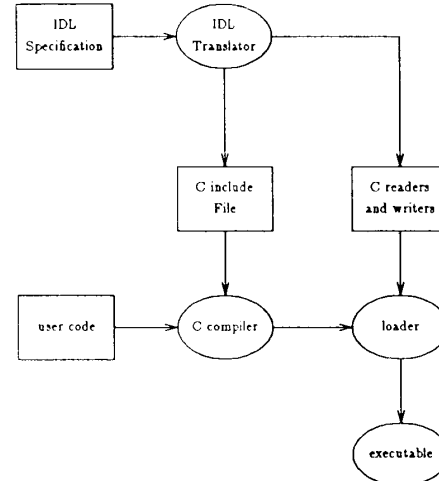 IDL
Specification
IDL
Translator
C include
File
C readers
and writers
user code
C compiler
loader
executable